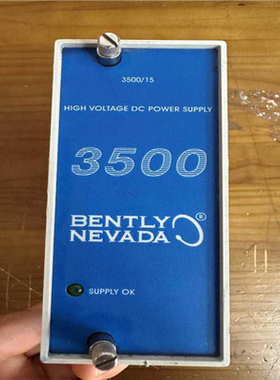 3500/15
HIGH VOLTAGE DC POWER SUPPLY
3500
BENTLY
NEVADA ®
SUPPLY OK